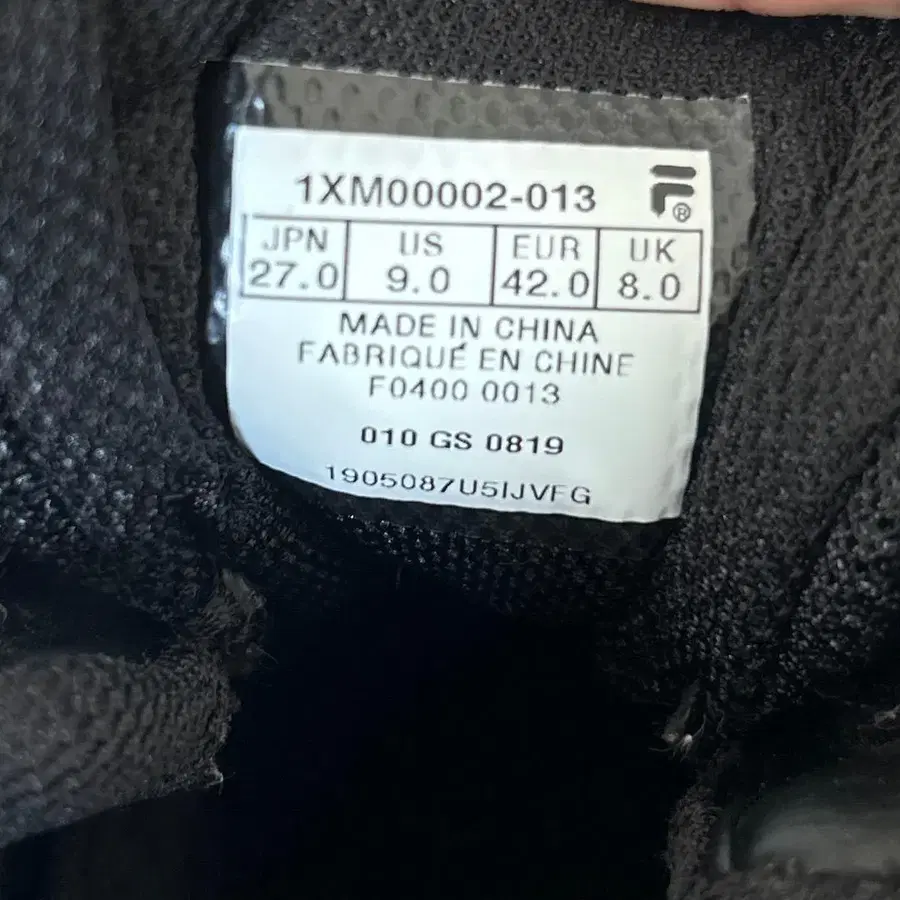 1XM00002-013
JPN US EUR UK
27.0 9.0 42.0 8.0
MADE IN CHINA
FABRIQUÉ EN CHINE
F0400 0013
010 GS 0819
1905087U5IJVFG